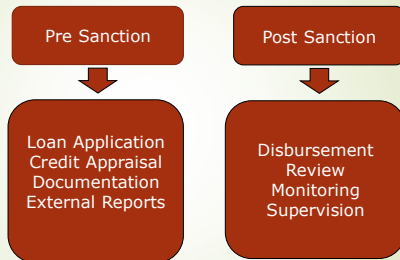 Pre Sanction
Post Sanction
Loan Application
Credit Appraisal
Documentation
External Reports
Disbursement
Review
Monitoring
Supervision